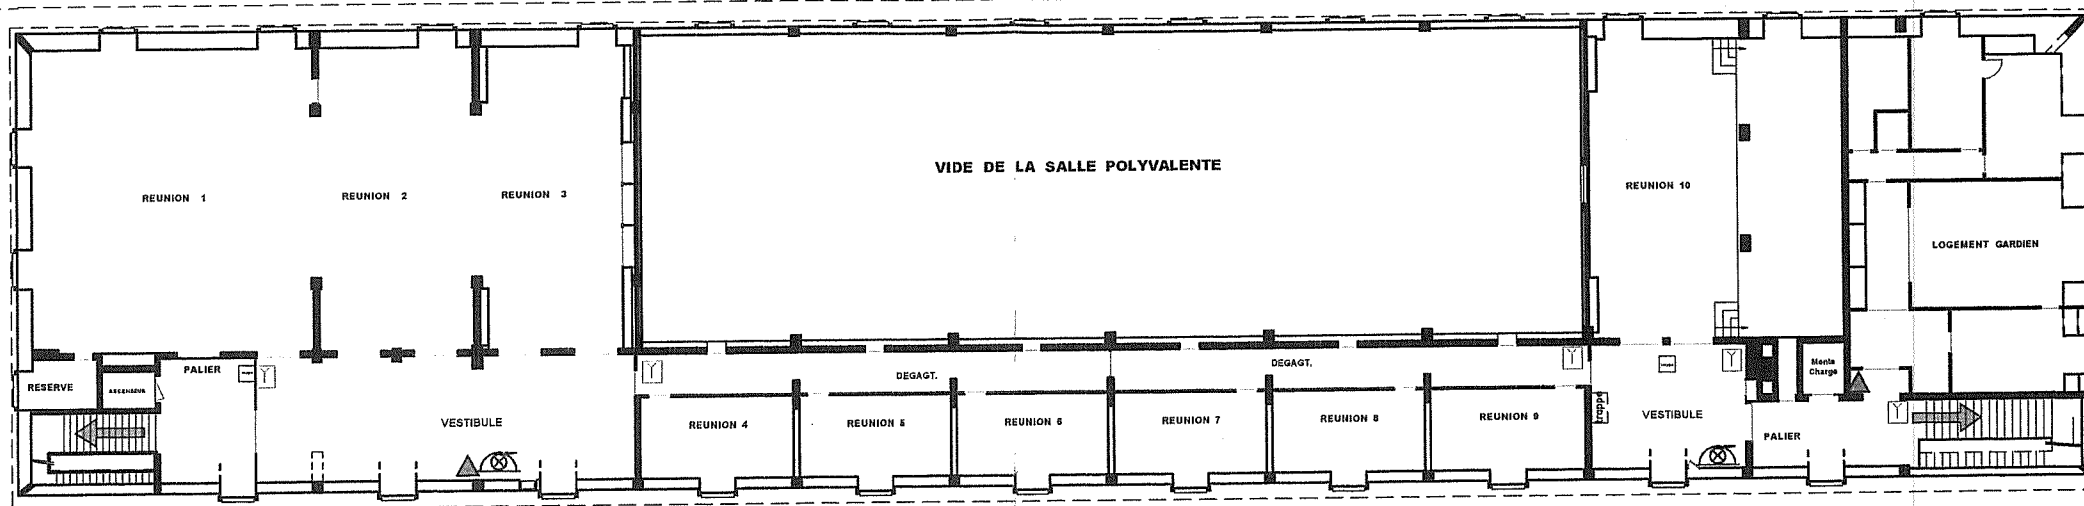 VIDE DE LA SALLE POLYVALENTE
REUNION 1
REUNION 2
REUNION 3
REUNION 10
LOGEMENT GARDIEN
RESERVE
ASCENSEUR
PALIER
DEGAGT.
DEGAGT.
Monte
Charge
VESTIBULE
REUNION 4
REUNION 5
REUNION 6
REUNION 7
REUNION 8
REUNION 9
trappe
VESTIBULE
PALIER